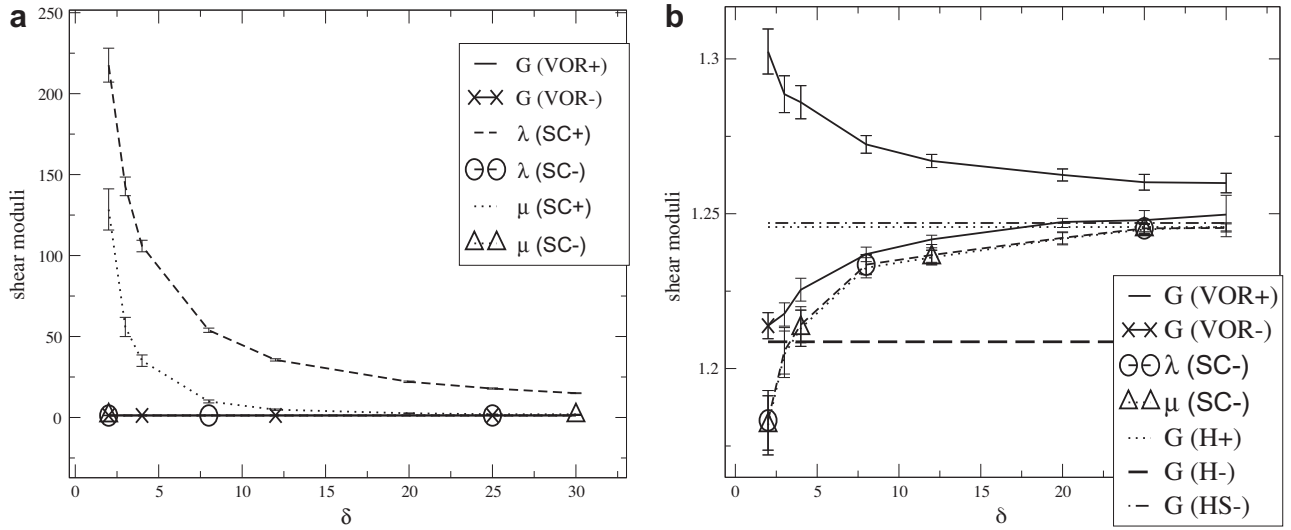 a
250
200
150
100
50
0
shear moduli
0 5 10 15 20 25 30
δ
G (VOR+)
G (VOR-)
λ (SC+)
λ (SC-)
μ (SC+)
μ (SC-)
b
1.3
1.25
1.2
shear moduli
0 5 10 15 20
δ
G (VOR+)
G (VOR-)
λ (SC-)
μ (SC-)
G (H+)
G (H-)
G (HS-)